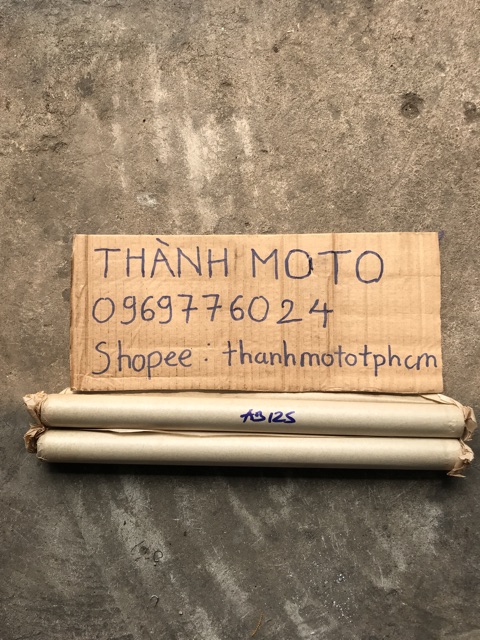 THÀNH MOTO
0969776024
Shopee : thanhmototphcm
AB125